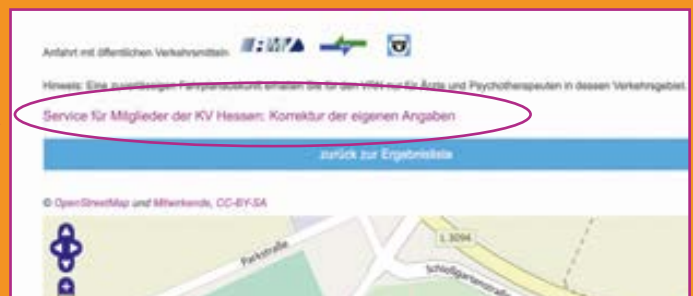 Anfahrt mit öffentlichen Verkehrsmitteln
Hinweis: Eine zuverlässige Fahrplanauskunft erhalten Sie für den VRN nur für Ärzte und Psychotherapeuten in dessen Verkehrsgebiet.
Service für Mitglieder der KV Hessen: Korrektur der eigenen Angaben
zurück zur Ergebnisliste
© OpenStreetMap und Mitwirkende, CC-BY-SA
Parkstraße
L 3094
Schloßgartenstraße